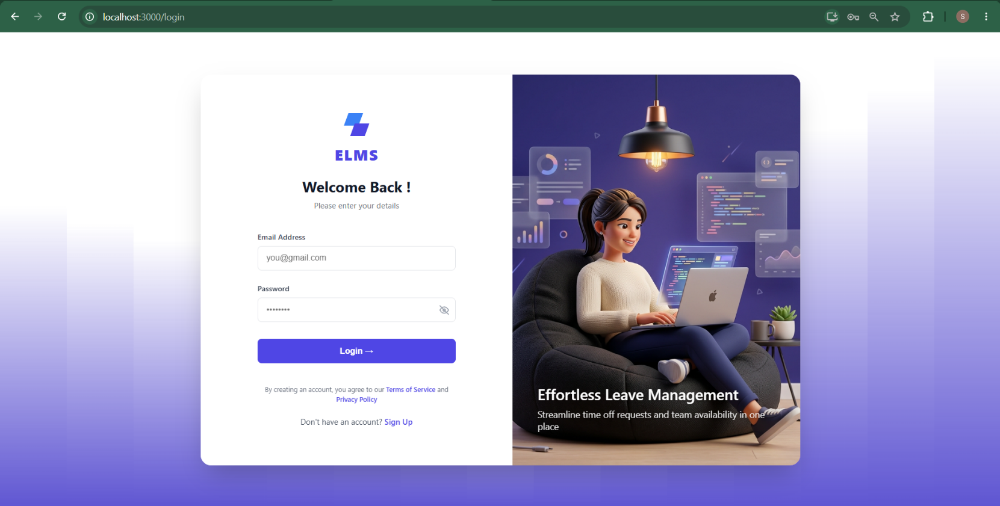 localhost:3000/login
S
ELMS
Welcome Back !
Please enter your details
Email Address
you@gmail.com
Password
••••••••
Login →
By creating an account, you agree to our Terms of Service and
Privacy Policy
Don't have an account? Sign Up
Effortless Leave Management
Streamline time off requests and team availability in one
place